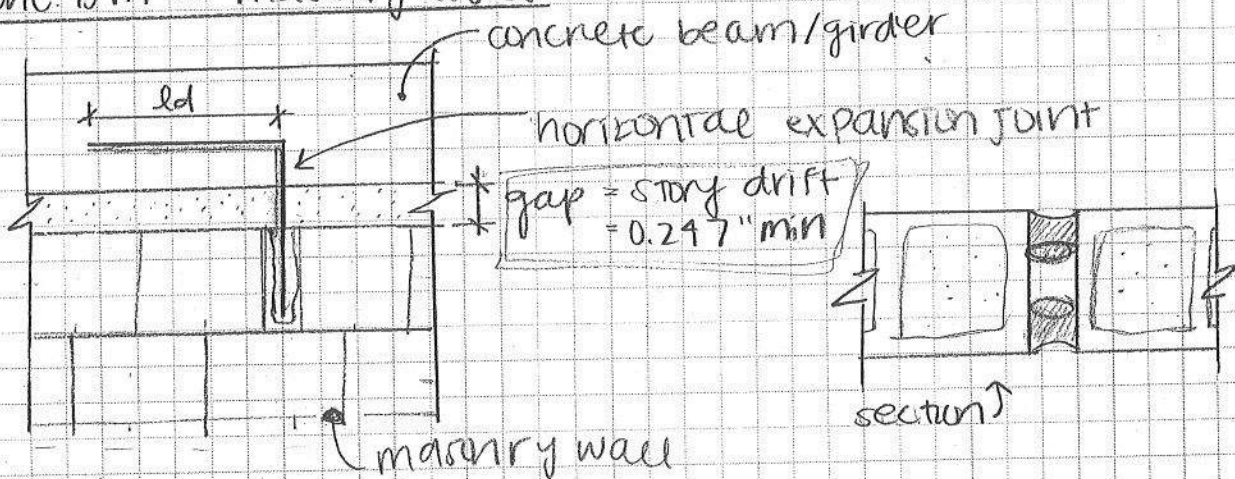 concrete beam/girder
ld
horizontal expansion joint
gap = story drift
= 0.247" min
section
masonry wall